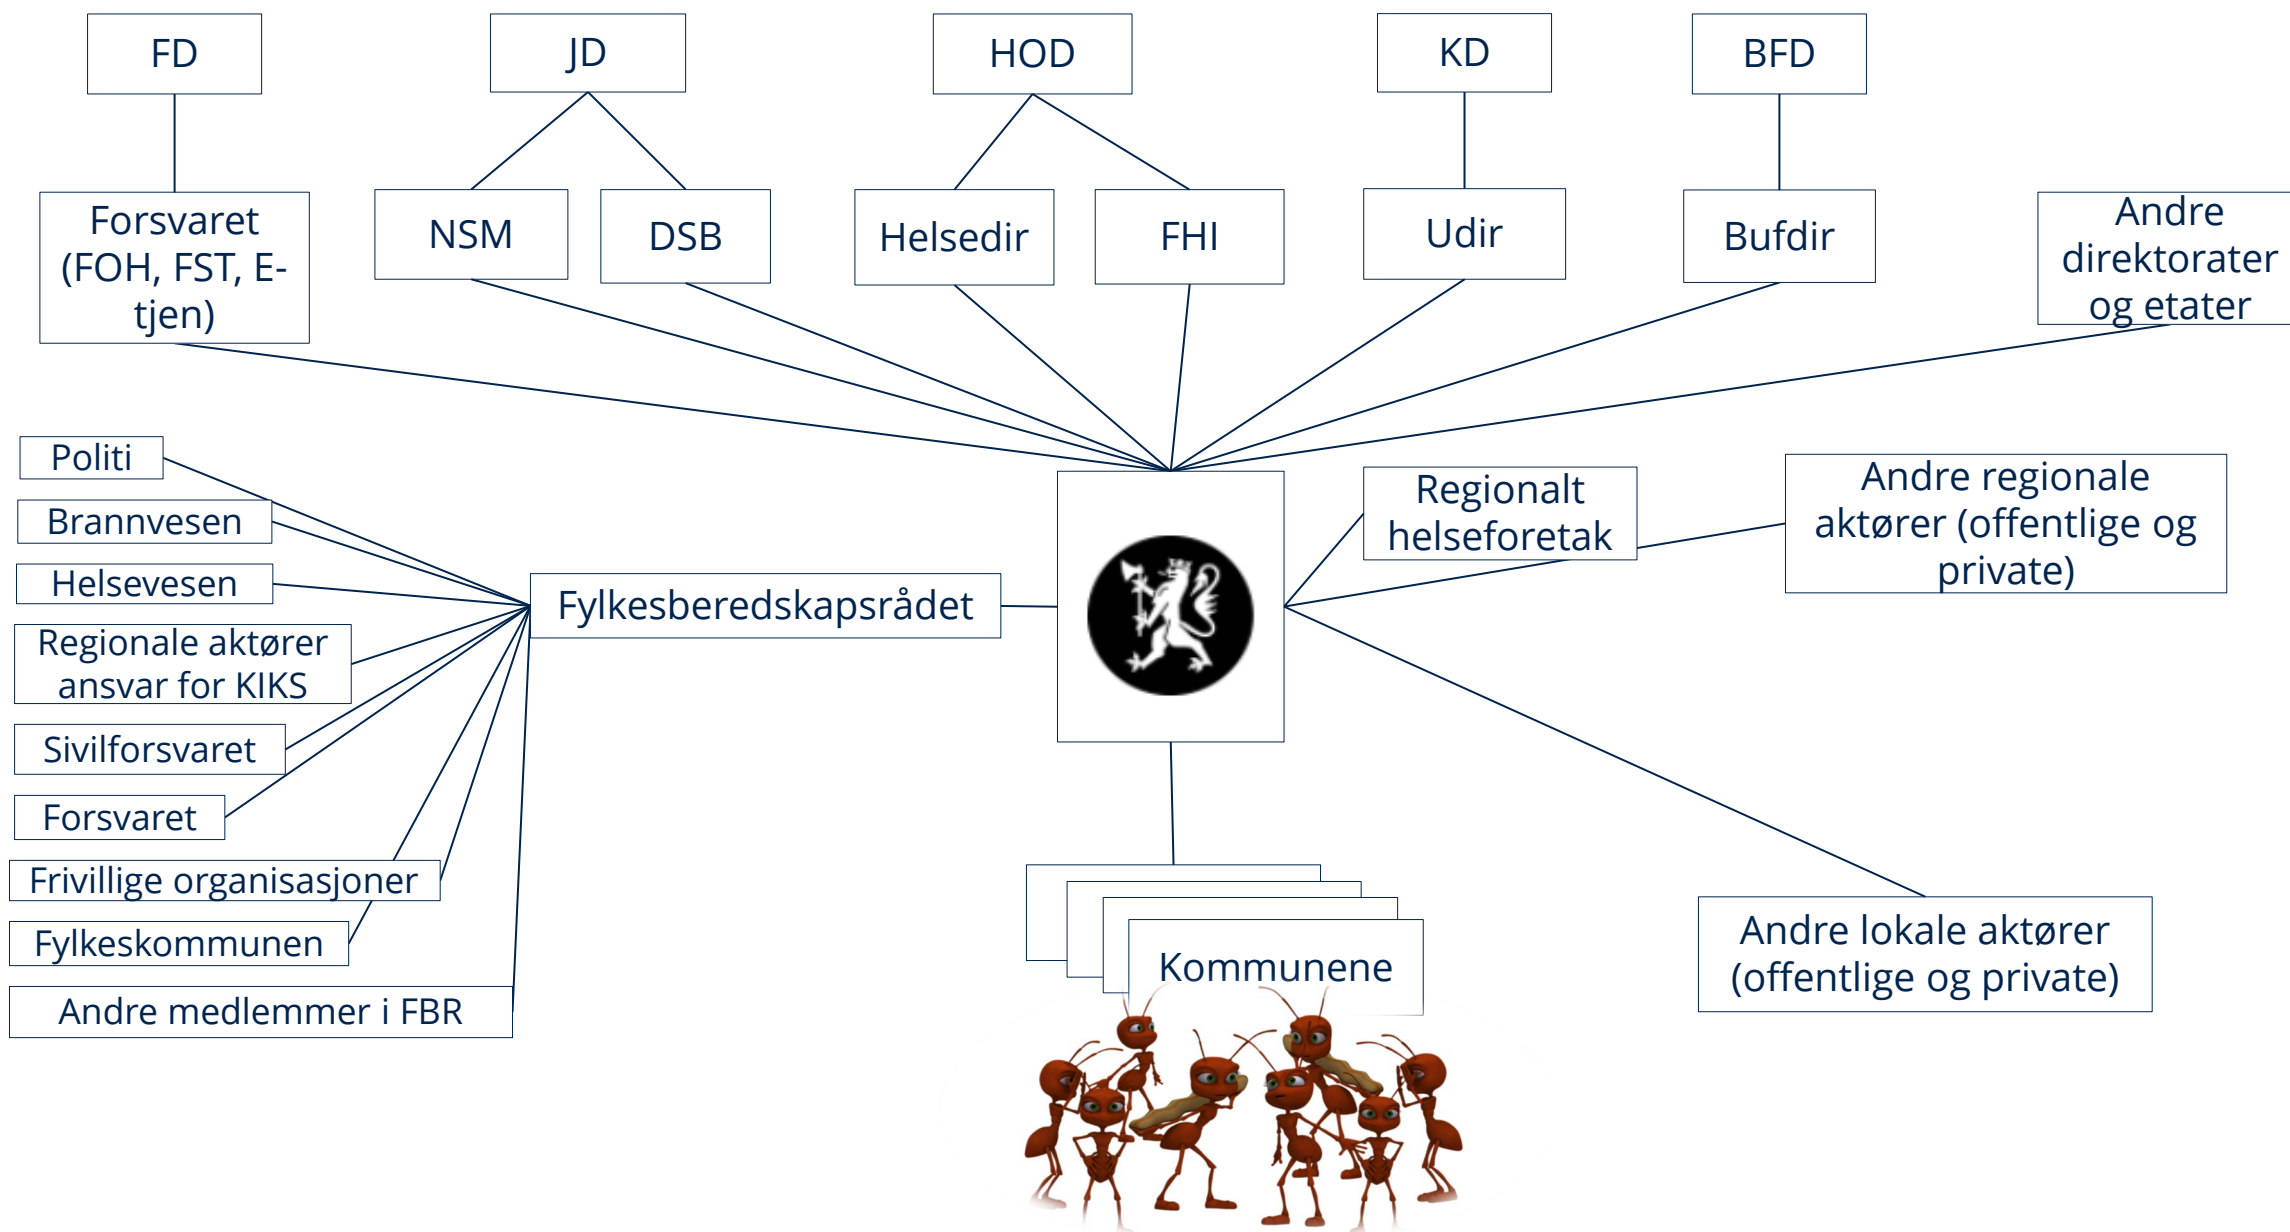 FD
JD
HOD
KD
BFD
Forsvaret
(FOH, FST, E-
tjen)
NSM
DSB
Helsedir
FHI
Udir
Bufdir
Andre
direktorater
og etater
Politi
Brannvesen
Helsevesen
Regionale aktører
ansvar for KIKS
Sivilforsvaret
Forsvaret
Frivillige organisasjoner
Fylkeskommunen
Andre medlemmer i FBR
Fylkesberedskapsrådet
Regionalt
helseforetak
Andre regionale
aktører (offentlige og
private)
Kommunene
Andre lokale aktører
(offentlige og private)